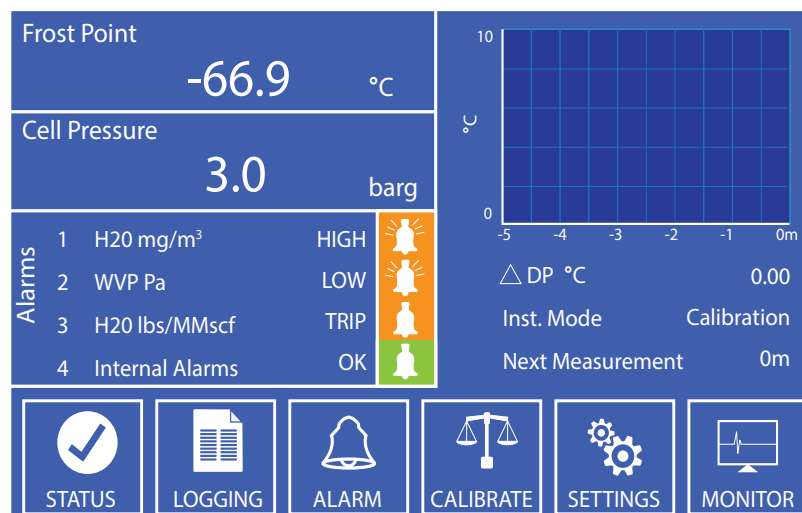 Frost Point
-66.9 °C
Cell Pressure
3.0 barg
Alarms
1 H20 mg/m³ HIGH
2 WVP Pa LOW
3 H20 lbs/MMscf TRIP
4 Internal Alarms OK
10
°C
0
-5 -4 -3 -2 -1 0m
△ DP °C 0.00
Inst. Mode Calibration
Next Measurement 0m
STATUS LOGGING ALARM CALIBRATE SETTINGS MONITOR